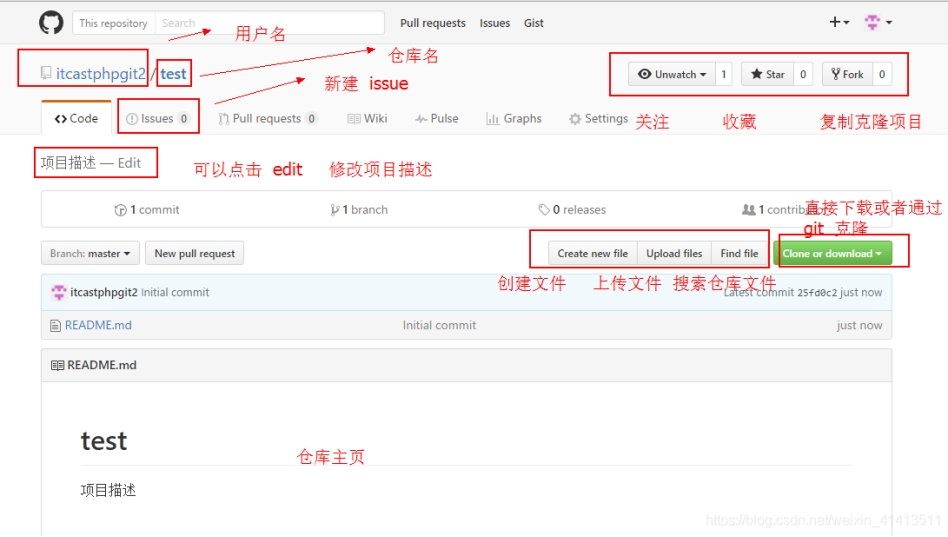 This repository Search Pull requests Issues Gist
用户名
仓库名
itcastphpgit2 / test
新建 issue
Unwatch 1 Star 0 Fork 0
Code Issues 0 Pull requests 0 Wiki Pulse Graphs Settings
关注 收藏 复制克隆项目
项目描述 — Edit
可以点击 edit 修改项目描述
1 commit 1 branch 0 releases 1 contributor
直接下载或者通过
git 克隆
Branch: master New pull request Create new file Upload files Find file Clone or download
创建文件 上传文件 搜索仓库文件
itcastphpgit2 Initial commit Latest commit 25fd0c2 just now
README.md Initial commit just now
README.md
test
仓库主页
项目描述
https://blog.csdn.net/weixin_41413511